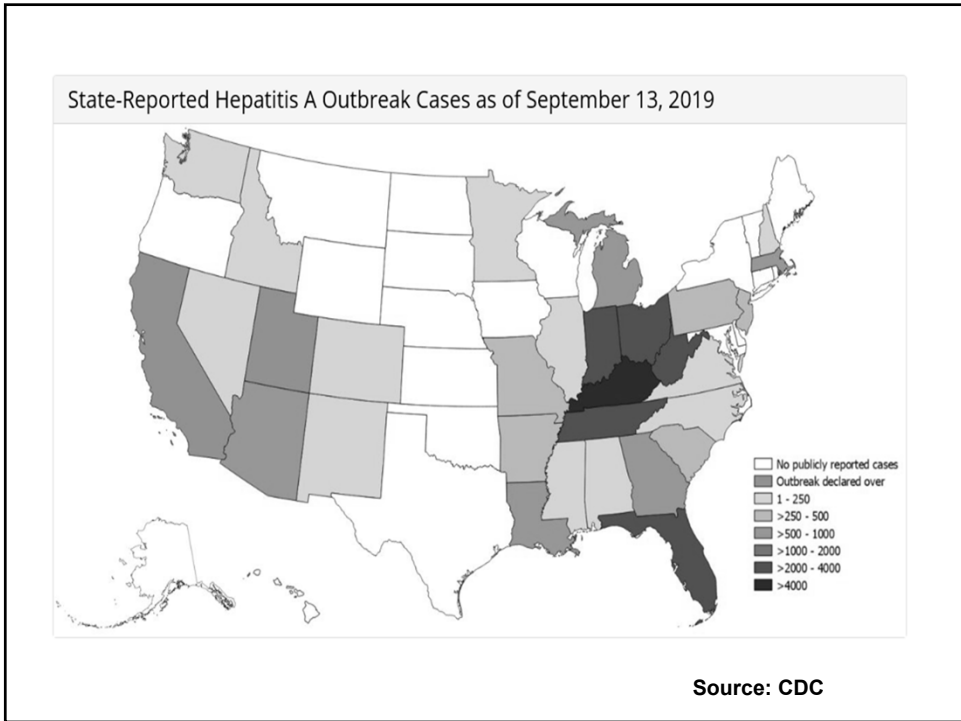 State-Reported Hepatitis A Outbreak Cases as of September 13, 2019
No publicly reported cases
Outbreak declared over
1 - 250
>250 - 500
>500 - 1000
>1000 - 2000
>2000 - 4000
>4000
Source: CDC